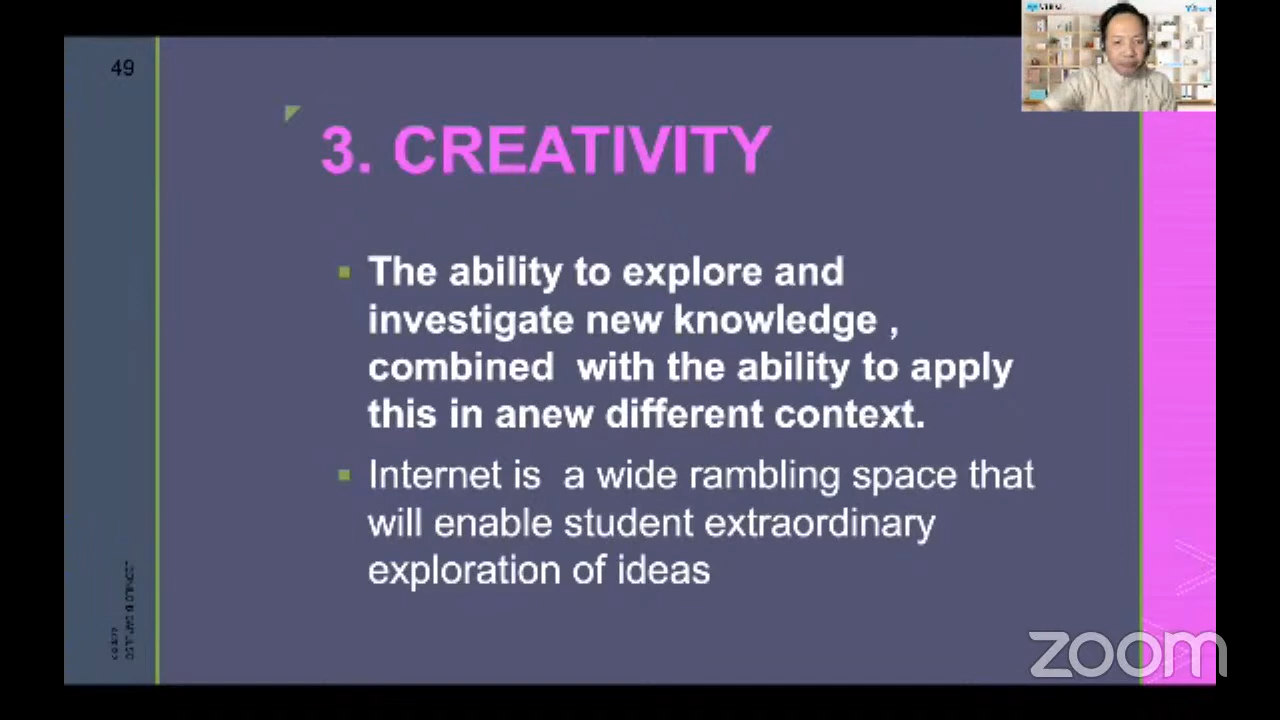 49
3. CREATIVITY
The ability to explore and
investigate new knowledge ,
combined with the ability to apply
this in anew different context.
Internet is a wide rambling space that
will enable student extraordinary
exploration of ideas
zoom